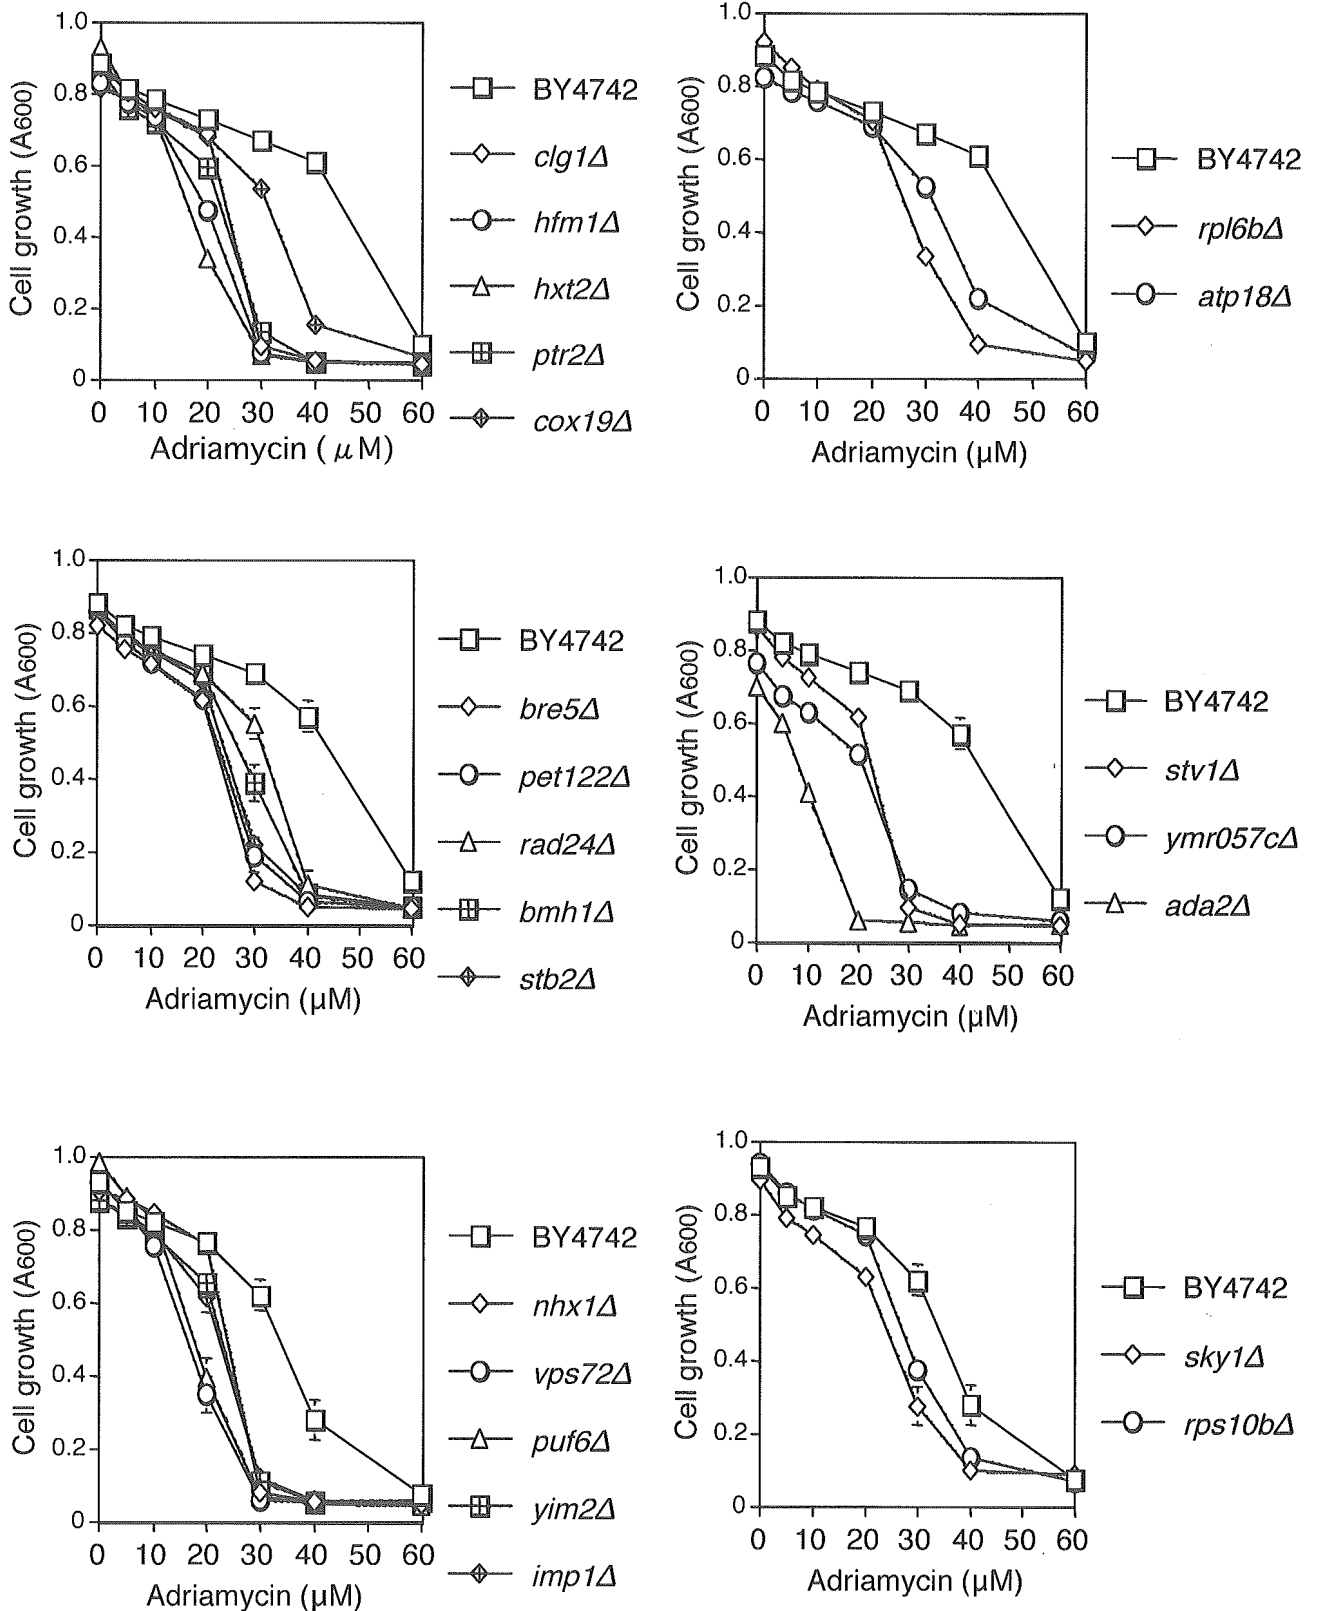 1.0
0.8
0.6
0.4
0.2
0
Cell growth (A600)
0 10 20 30 40 50 60
Adriamycin ( μM)
BY4742
clg1Δ
hfm1Δ
hxt2Δ
ptr2Δ
cox19Δ
1.0
0.8
0.6
0.4
0.2
0
Cell growth (A600)
0 10 20 30 40 50 60
Adriamycin (μM)
BY4742
rpl6bΔ
atp18Δ
1.0
0.8
0.6
0.4
0.2
0
Cell growth (A600)
0 10 20 30 40 50 60
Adriamycin (μM)
BY4742
bre5Δ
pet122Δ
rad24Δ
bmh1Δ
stb2Δ
1.0
0.8
0.6
0.4
0.2
0
Cell growth (A600)
0 10 20 30 40 50 60
Adriamycin (μM)
BY4742
stv1Δ
ymr057cΔ
ada2Δ
1.0
0.8
0.6
0.4
0.2
0
Cell growth (A600)
0 10 20 30 40 50 60
Adriamycin (μM)
BY4742
nhx1Δ
vps72Δ
puf6Δ
yim2Δ
imp1Δ
1.0
0.8
0.6
0.4
0.2
0
Cell growth (A600)
0 10 20 30 40 50 60
Adriamycin (μM)
BY4742
sky1Δ
rps10bΔ